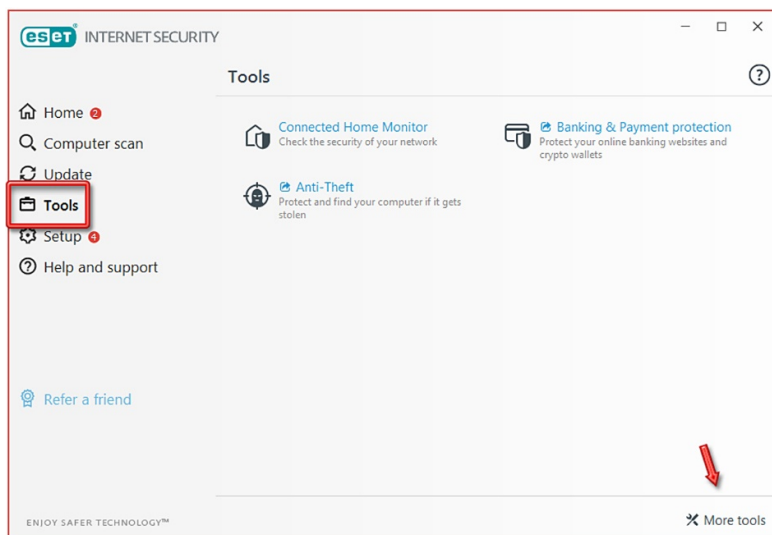 eset INTERNET SECURITY
Tools
Home 2
Computer scan
Update
Tools
Setup 4
Help and support
Refer a friend
Connected Home Monitor
Check the security of your network
Banking & Payment protection
Protect your online banking websites and
crypto wallets
Anti-Theft
Protect and find your computer if it gets
stolen
ENJOY SAFER TECHNOLOGY™
More tools